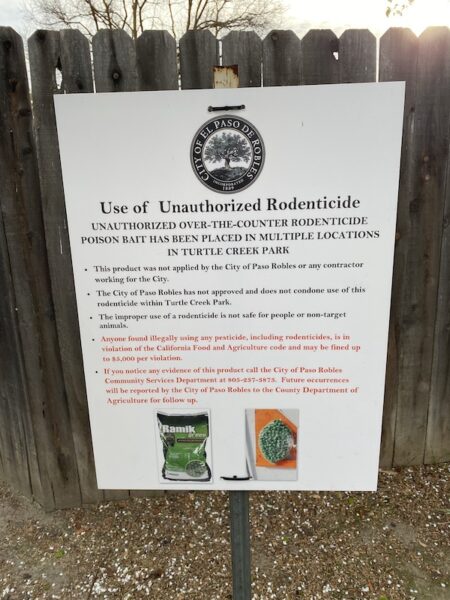 CITY OF EL PASO DE ROBLES
INCORPORATED
1889
Use of Unauthorized Rodenticide
UNAUTHORIZED OVER-THE-COUNTER RODENTICIDE
POISON BAIT HAS BEEN PLACED IN MULTIPLE LOCATIONS
IN TURTLE CREEK PARK
• This product was not applied by the City of Paso Robles or any contractor
working for the City.
• The City of Paso Robles has not approved and does not condone use of this
rodenticide within Turtle Creek Park.
• The improper use of a rodenticide is not safe for people or non-target
animals.
• Anyone found illegally using any pesticide, including rodenticides, is in
violation of the California Food and Agriculture code and may be fined up
to $5,000 per violation.
• If you notice any evidence of this product call the City of Paso Robles
Community Services Department at 805-237-3873. Future occurrences
will be reported by the City of Paso Robles to the County Department of
Agriculture for follow up.
Ramik
Green